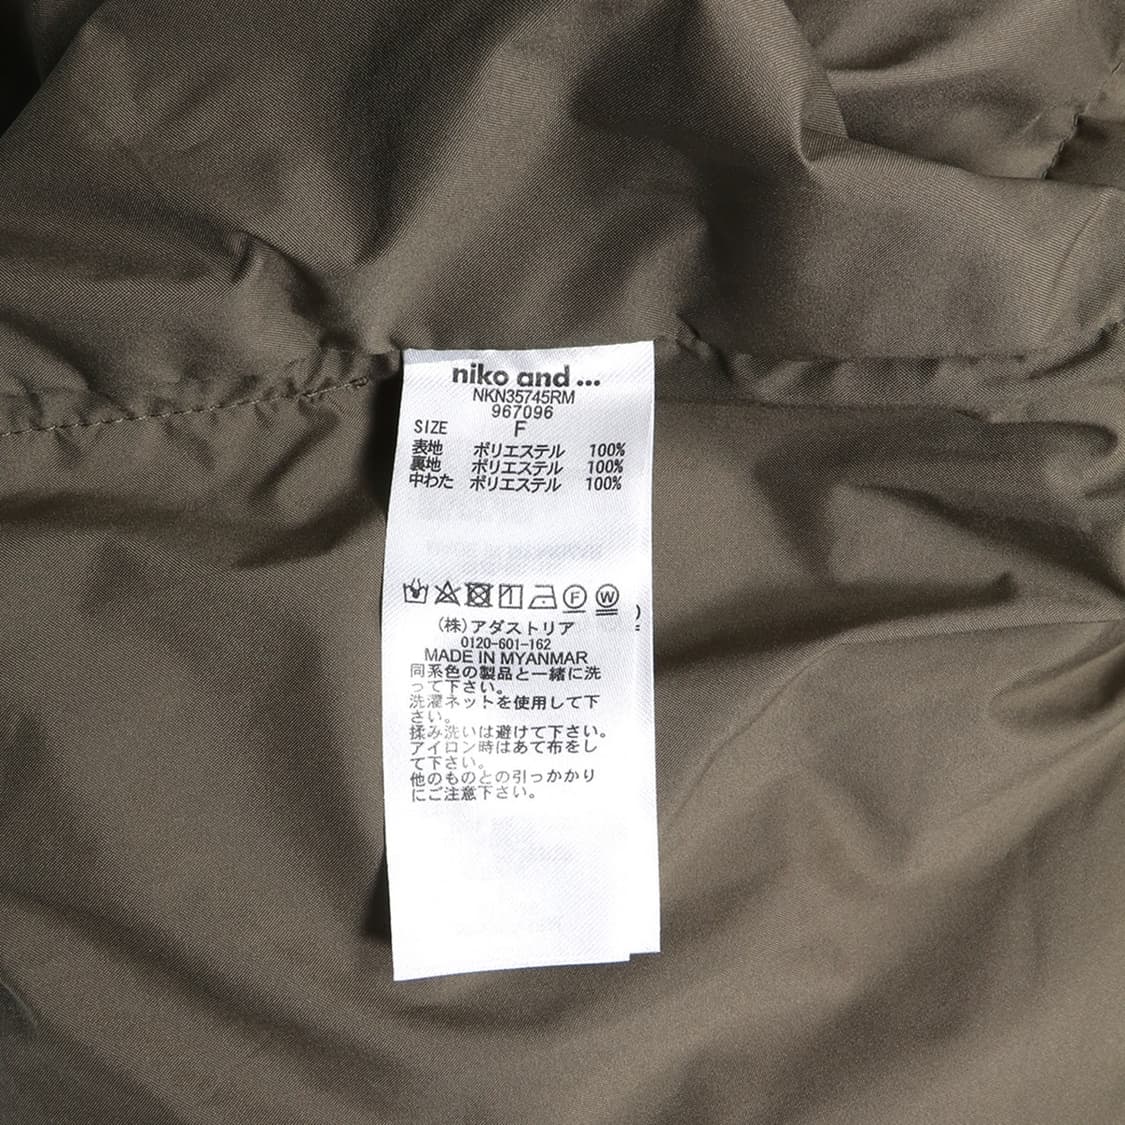 niko and ...
NKN35745RM
967096
SIZE F
表地 ポリエステル 100%
裏地 ポリエステル 100%
中わた ポリエステル 100%
F W
(株)アダストリア
0120-601-162
MADE IN MYANMAR
同系色の製品と一緒に洗
って下さい。
洗濯ネットを使用して下
さい。
揉み洗いは避けて下さい。
アイロン時はあて布をし
て下さい。
他のものとの引っかかり
にご注意下さい。